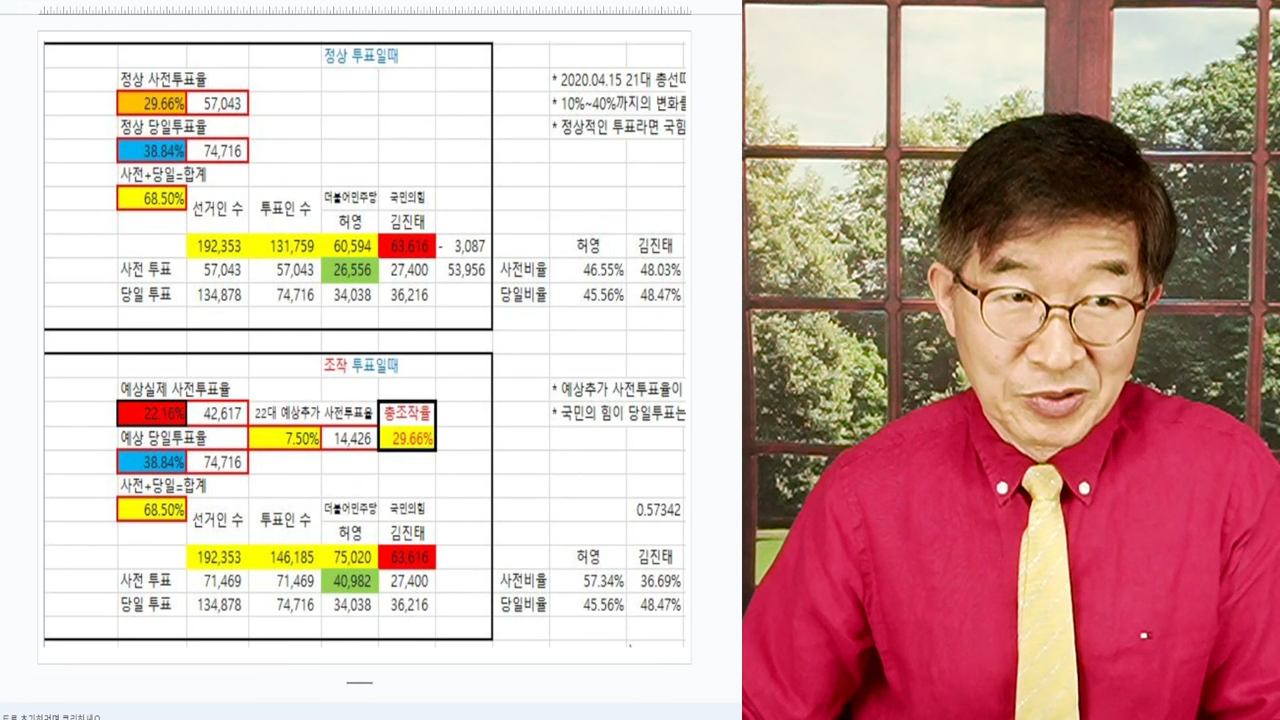 정상 투표일때
정상 사전투표율
* 2020.04.15 21대 총선
29.66% 57,043
* 10%~40%까지의 변화
정상 당일투표율
* 정상적인 투표라면 국힘
38.84% 74,716
사전+당일=합계
68.50% 선거인 수 투표인 수 더불어민주당 국민의힘
허영 김진태
192,353 131,759 60,594 63,616 - 3,087 허영 김진태
사전 투표 57,043 57,043 26,556 27,400 53,956 사전비율 46.55% 48.03%
당일 투표 134,878 74,716 34,038 36,216 당일비율 45.56% 48.47%
조작 투표일때
예상실제 사전투표율
* 예상추가 사전투표율이
22.16% 42,617 22대 예상추가 사전투표율 총조작율
* 국민의 힘이 당일투표는
예상 당일투표율 7.50% 14,426 29.66%
38.84% 74,716
사전+당일=합계
68.50% 선거인 수 투표인 수 더불어민주당 국민의힘 0.57342
허영 김진태
192,353 146,185 75,020 63,616 허영 김진태
사전 투표 71,469 71,469 40,982 27,400 사전비율 57.34% 36.69%
당일 투표 134,878 74,716 34,038 36,216 당일비율 45.56% 48.47%